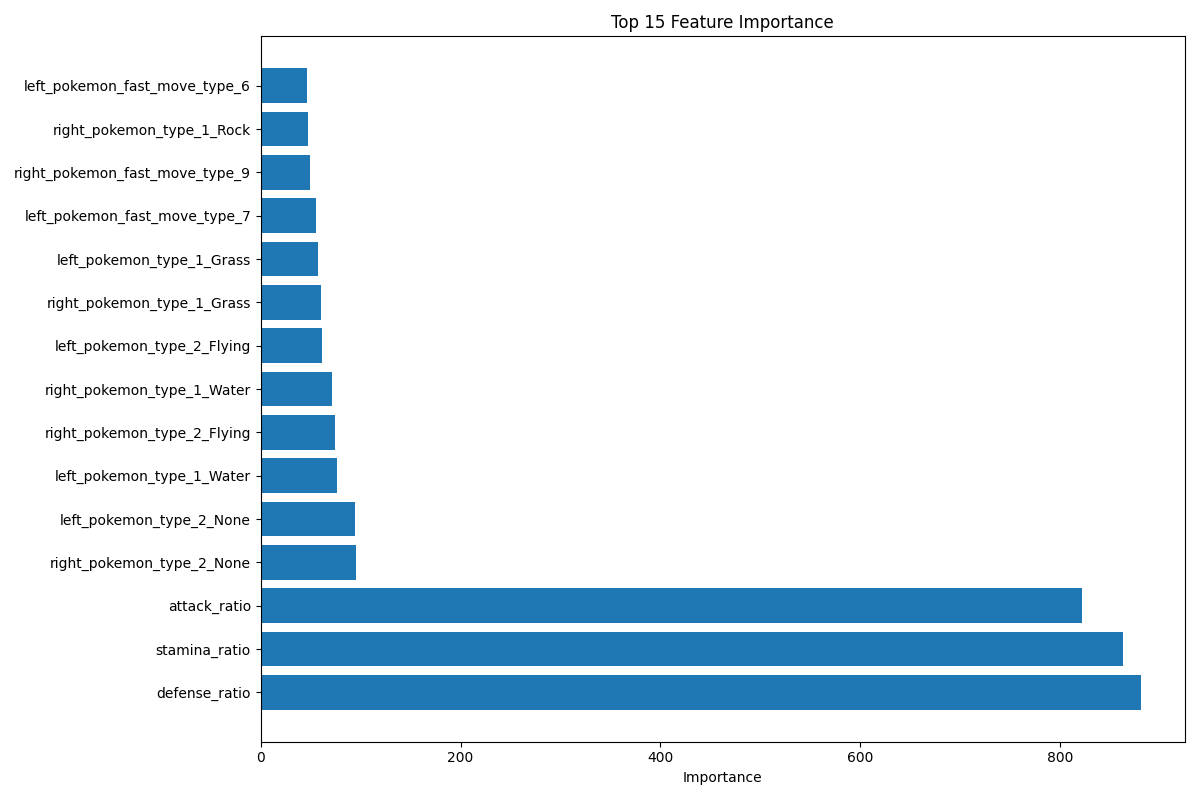 Top 15 Feature Importance
left_pokemon_fast_move_type_6
right_pokemon_type_1_Rock
right_pokemon_fast_move_type_9
left_pokemon_fast_move_type_7
left_pokemon_type_1_Grass
right_pokemon_type_1_Grass
left_pokemon_type_2_Flying
right_pokemon_type_1_Water
right_pokemon_type_2_Flying
left_pokemon_type_1_Water
left_pokemon_type_2_None
right_pokemon_type_2_None
attack_ratio
stamina_ratio
defense_ratio
0 200 400 600 800
Importance